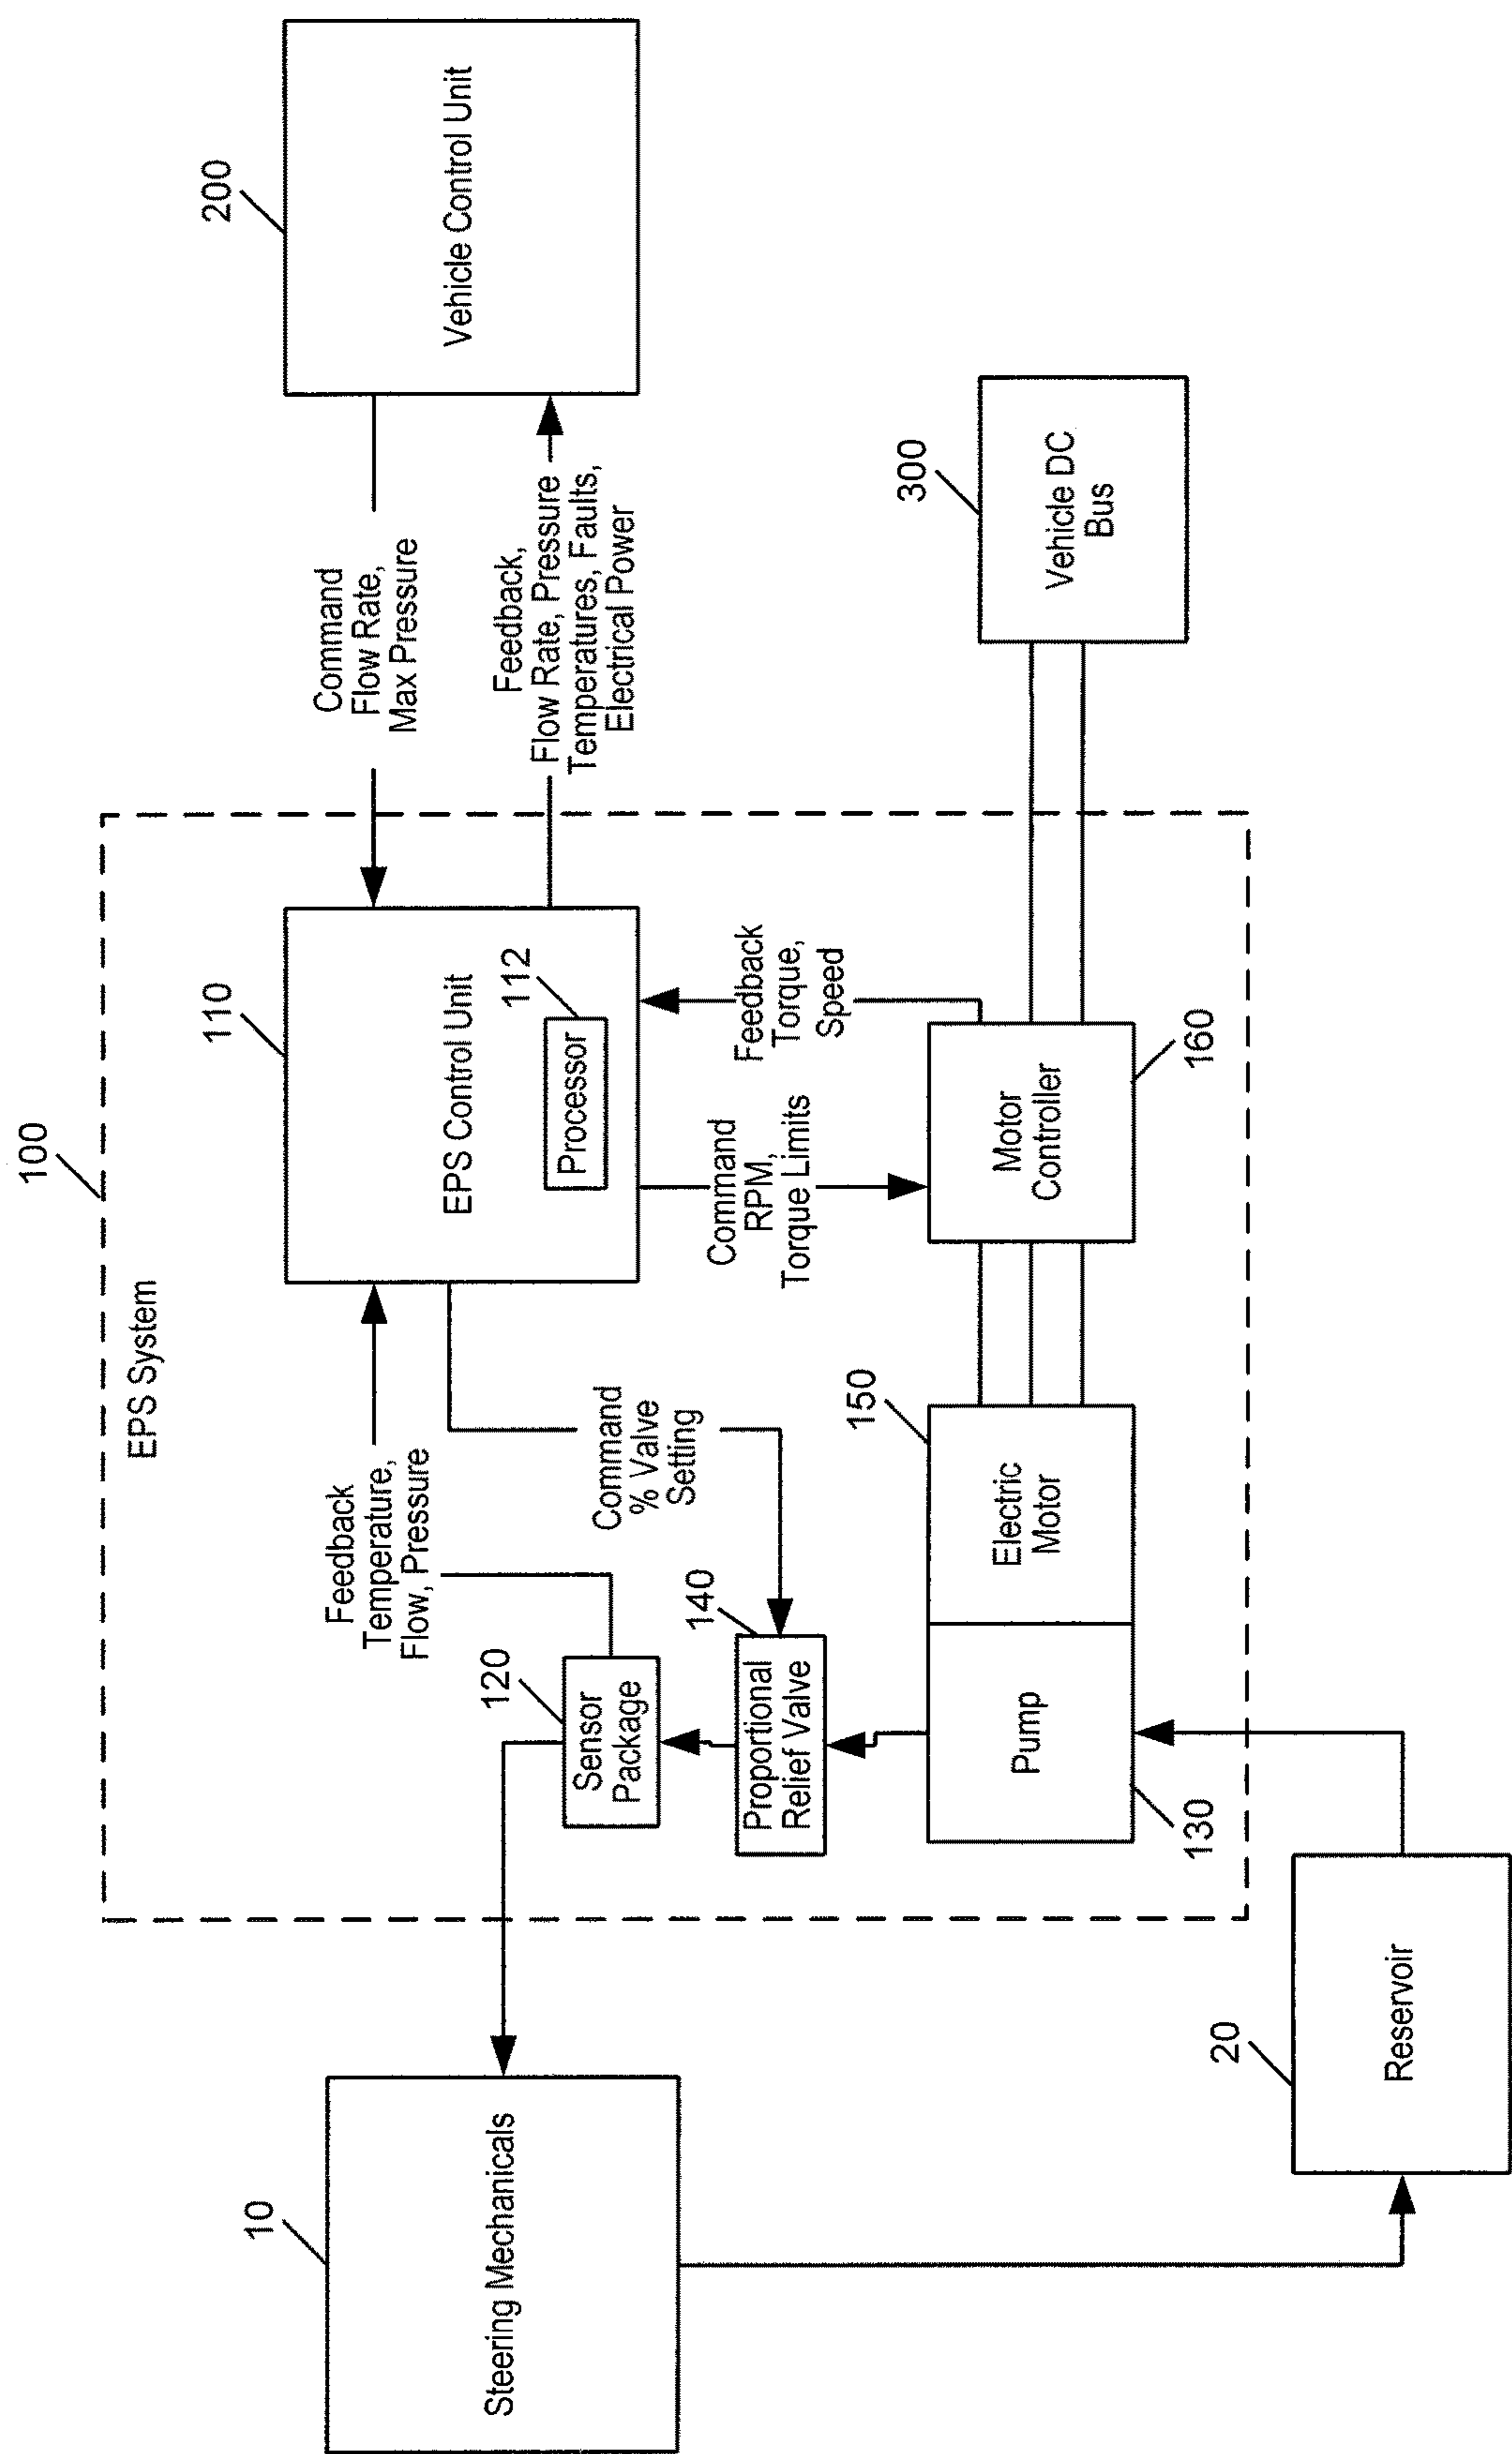 100
EPS System
10
Steering Mechanicals
20
Reservoir
Feedback
Temperature,
Flow, Pressure
120
Sensor
Package
Command
% Valve
Setting
140
Proportional
Relief Valve
Pump
130
150
Electric
Motor
110
EPS Control Unit
112
Processor
Command
RPM,
Torque Limits
Feedback
Torque,
Speed
Motor
Controller
160
Command
Flow Rate,
Max Pressure
Feedback,
Flow Rate, Pressure
Temperatures, Faults,
Electrical Power
200
Vehicle Control Unit
300
Vehicle DC
Bus